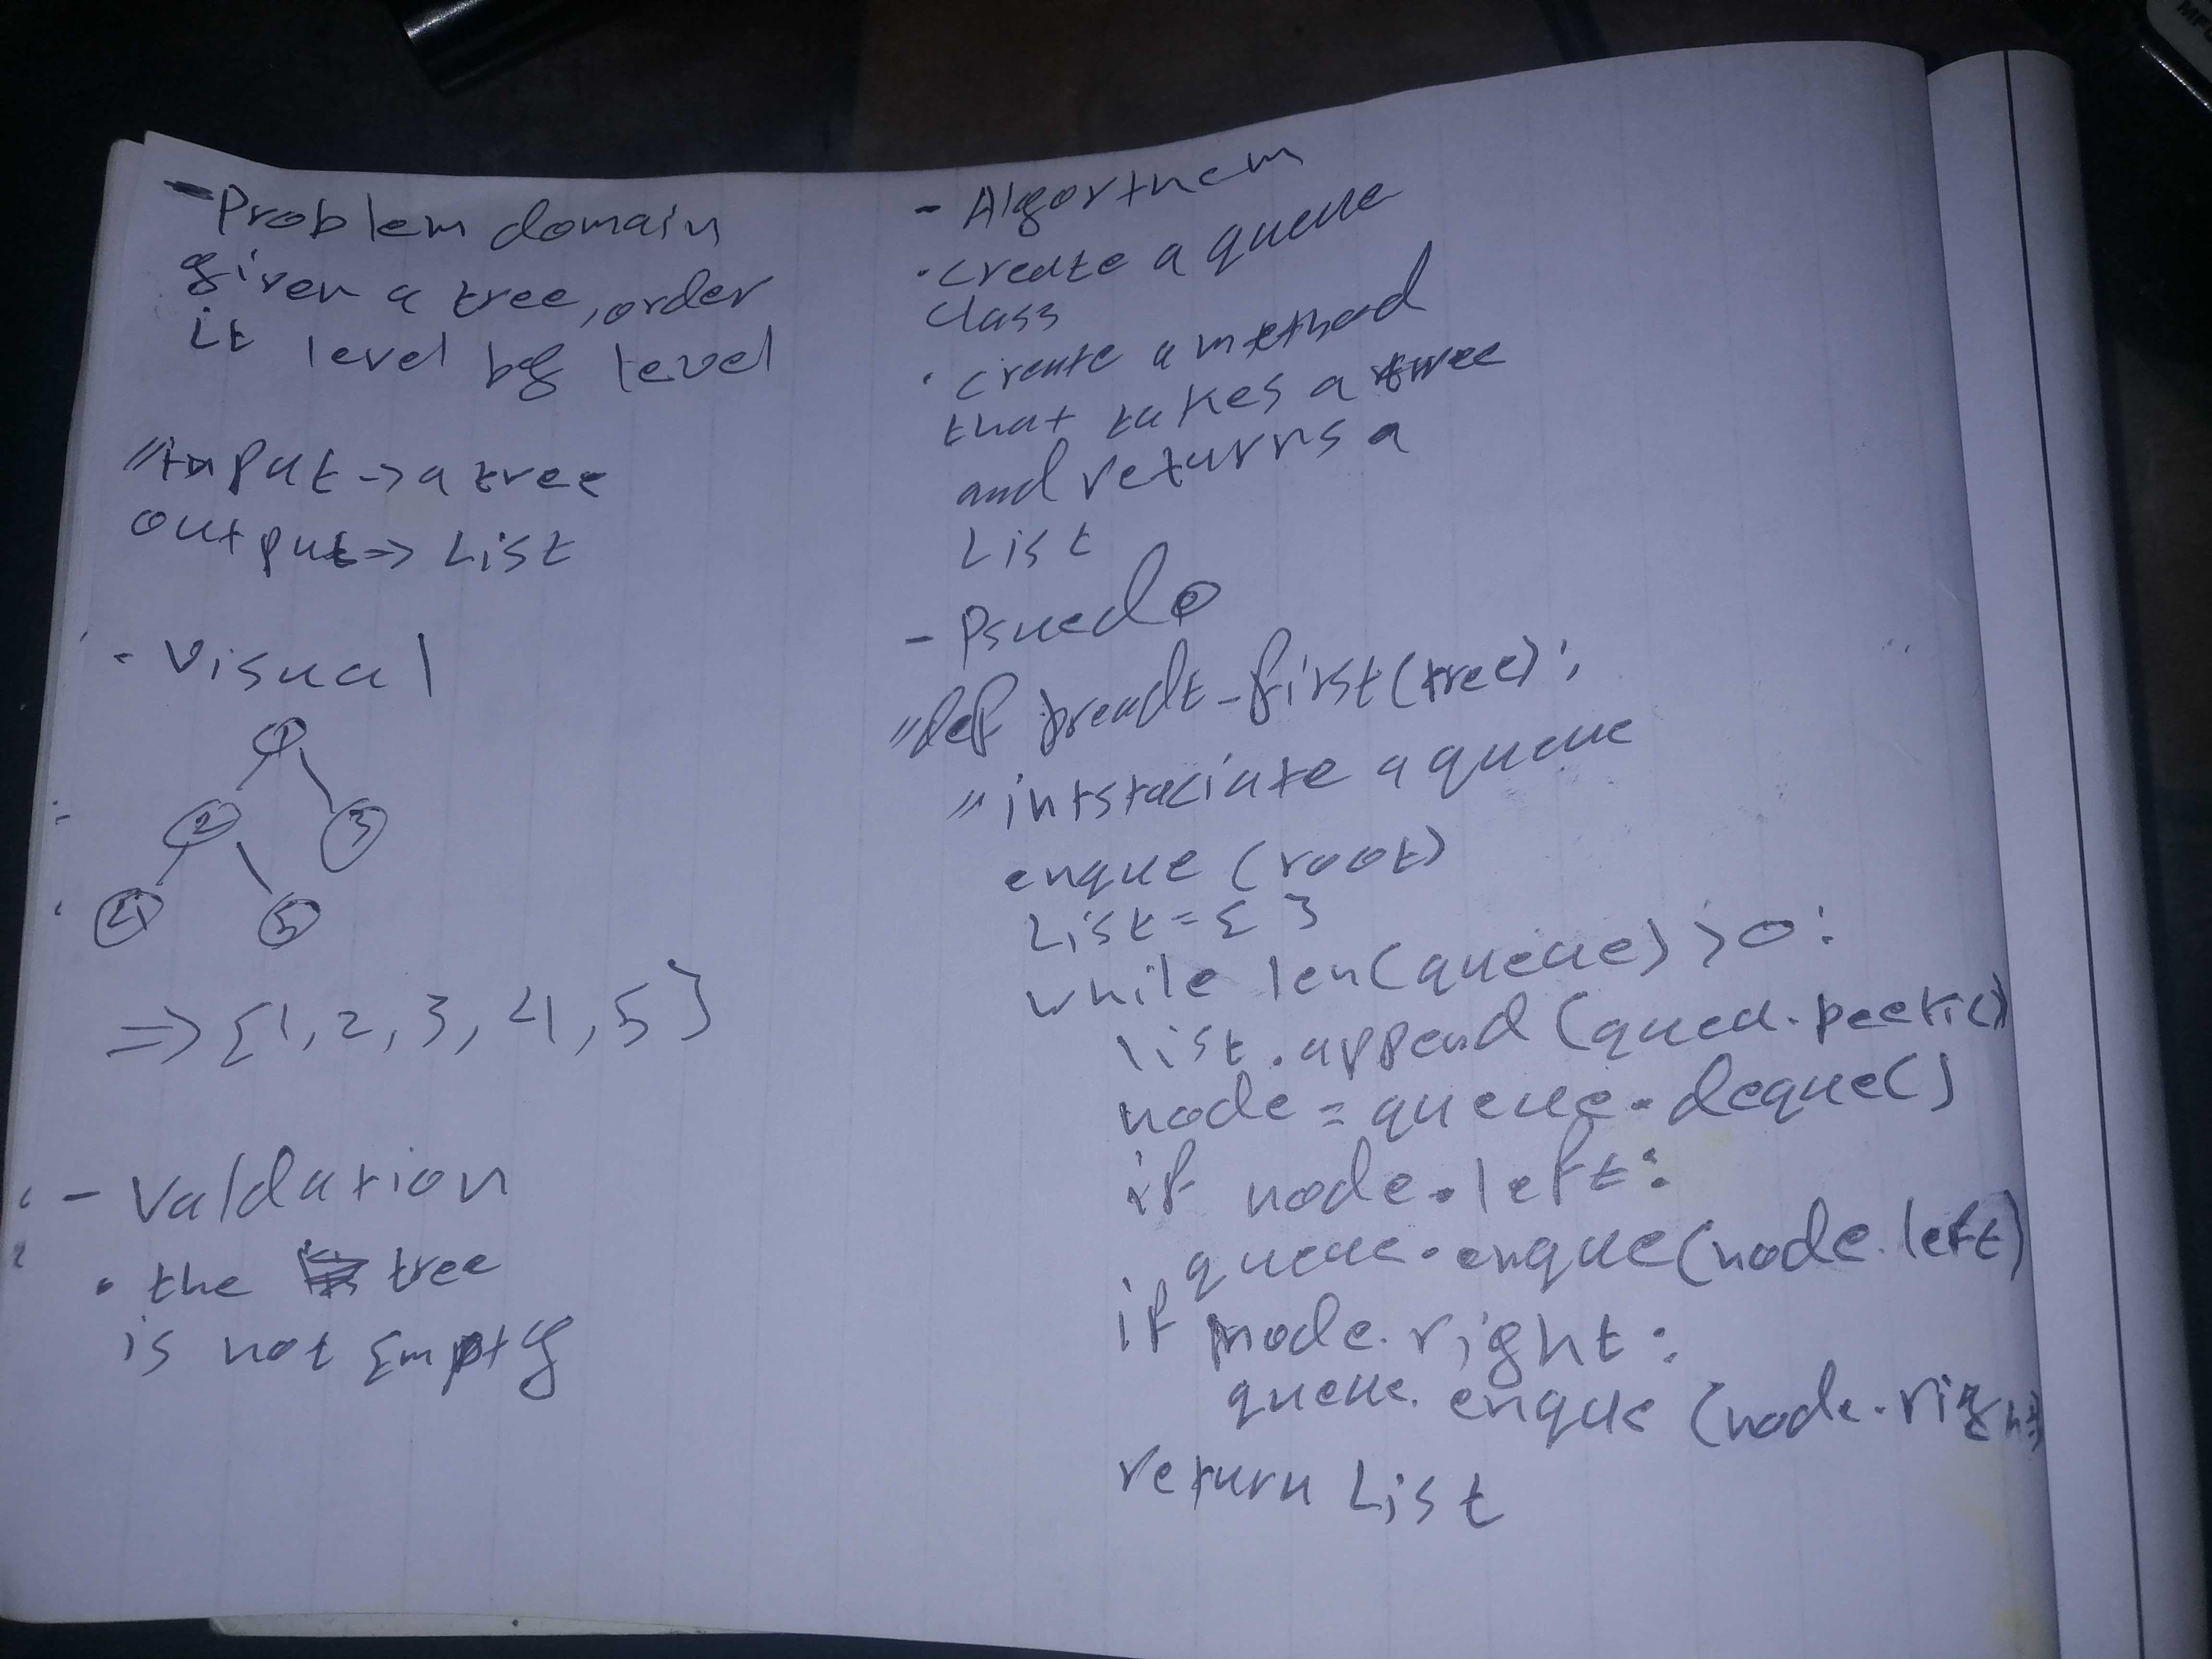 - Problem domain
given a tree, order
it level by level
"Input -> a tree
output => List
- Visual
1
2 3
4 5
=> {1, 2, 3, 4, 5}
- Valdation
• the tree
is not Empty
- Algorthem
• create a queue
class
• create a method
that takes a tree
and returns a
List
- Psuedo
"def breadt-first(tree):
" intstaciate a queue
enque (root)
List = { }
while len(queue) > 0:
list.append (queu.peek()
node = queue.deque()
if node.left:
queue.enque(node.left)
if node.right:
queue.enque (node.right)
return List